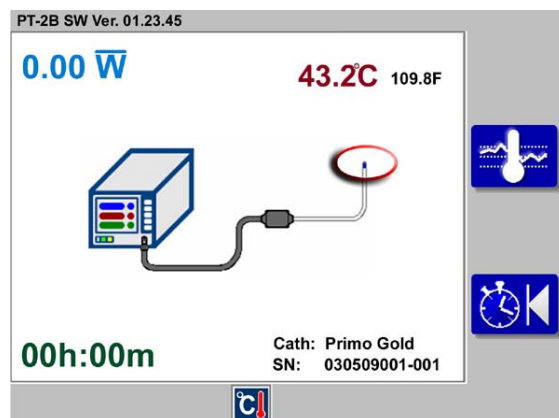 PT-2B SW Ver. 01.23.45
0.00 W
43.2°C 109.8F
00h:00m
Cath: Primo Gold
SN: 030509001-001
°C